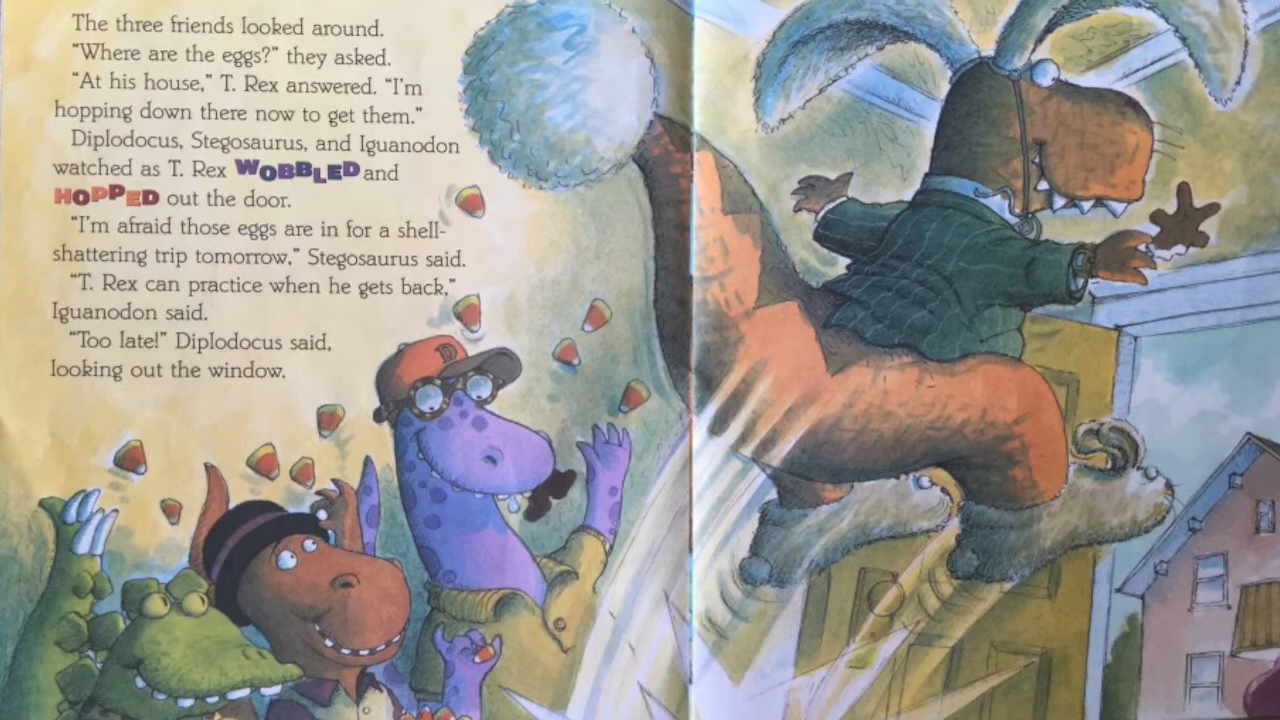 The three friends looked around.
"Where are the eggs?" they asked.
"At his house," T. Rex answered. "I'm
hopping down there now to get them."
Diplodocus, Stegosaurus, and Iguanodon
watched as T. Rex WOBBLED and
HOPPED out the door.
"I'm afraid those eggs are in for a shell-
shattering trip tomorrow," Stegosaurus said.
"T. Rex can practice when he gets back,"
Iguanodon said.
"Too late!" Diplodocus said,
looking out the window.
D